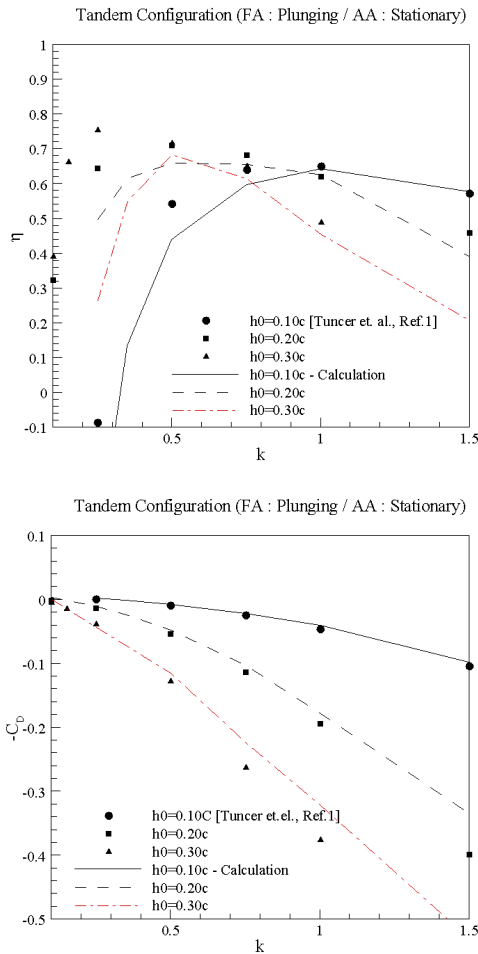 Tandem Configuration (FA : Plunging / AA : Stationary)
1
0.9
0.8
0.7
0.6
0.5
0.4
0.3
0.2
0.1
0
-0.1
η
h0=0.10c [Tuncer et. al., Ref.1]
h0=0.20c
h0=0.30c
h0=0.10c - Calculation
h0=0.20c
h0=0.30c
0.5
1
1.5
k
Tandem Configuration (FA : Plunging / AA : Stationary)
0.1
0
-0.1
-0.2
-0.3
-0.4
-0.5
-C_D
h0=0.10C [Tuncer et.el., Ref.1]
h0=0.20c
h0=0.30c
h0=0.10c - Calculation
h0=0.20c
h0=0.30c
0.5
1
1.5
k